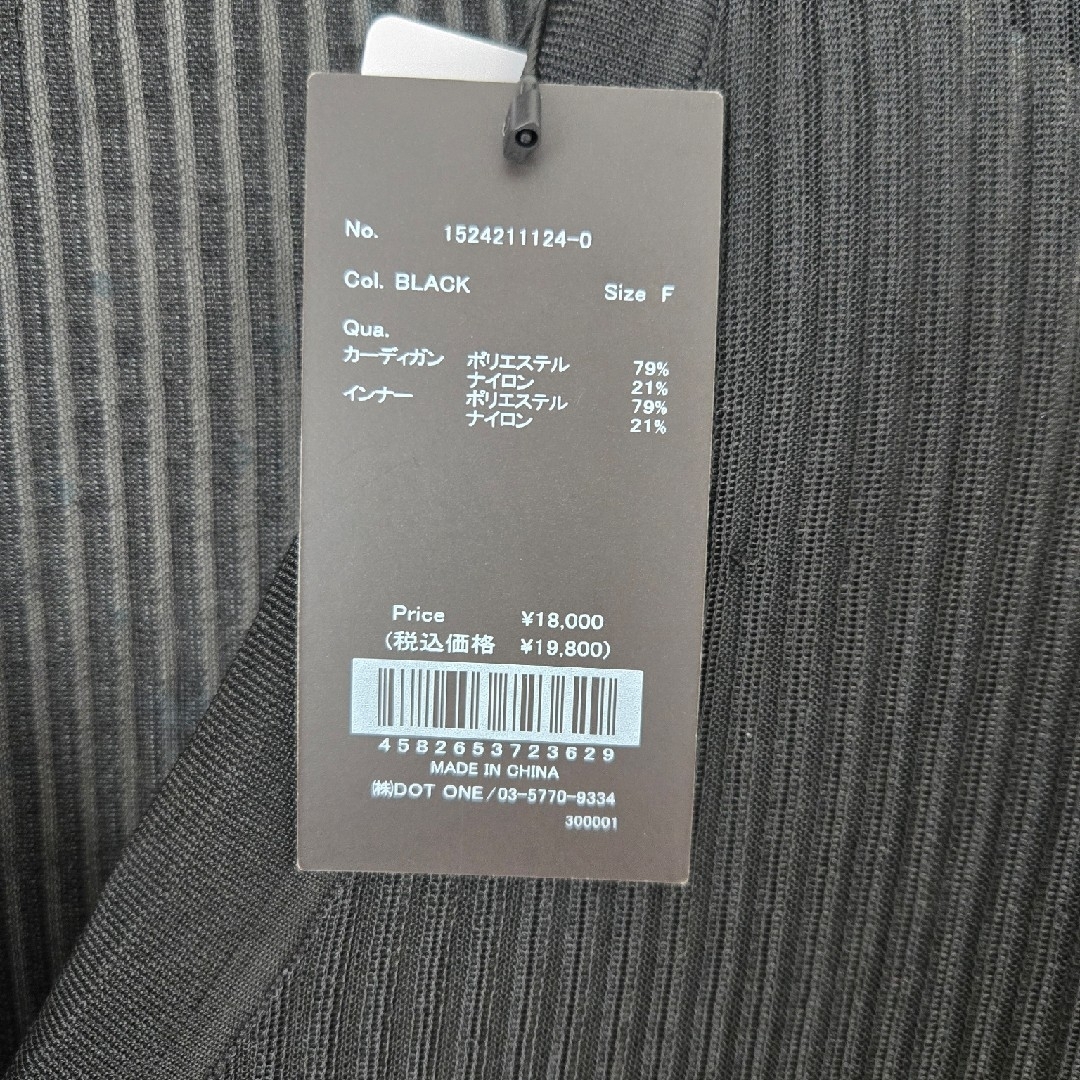 No. 1524211124-0
Col. BLACK Size F
Qua.
カーディガン ポリエステル 79%
ナイロン 21%
インナー ポリエステル 79%
ナイロン 21%
Price ¥18,000
(税込価格 ¥19,800)
4582653723629
MADE IN CHINA
㈱DOT ONE/03-5770-9334
300001